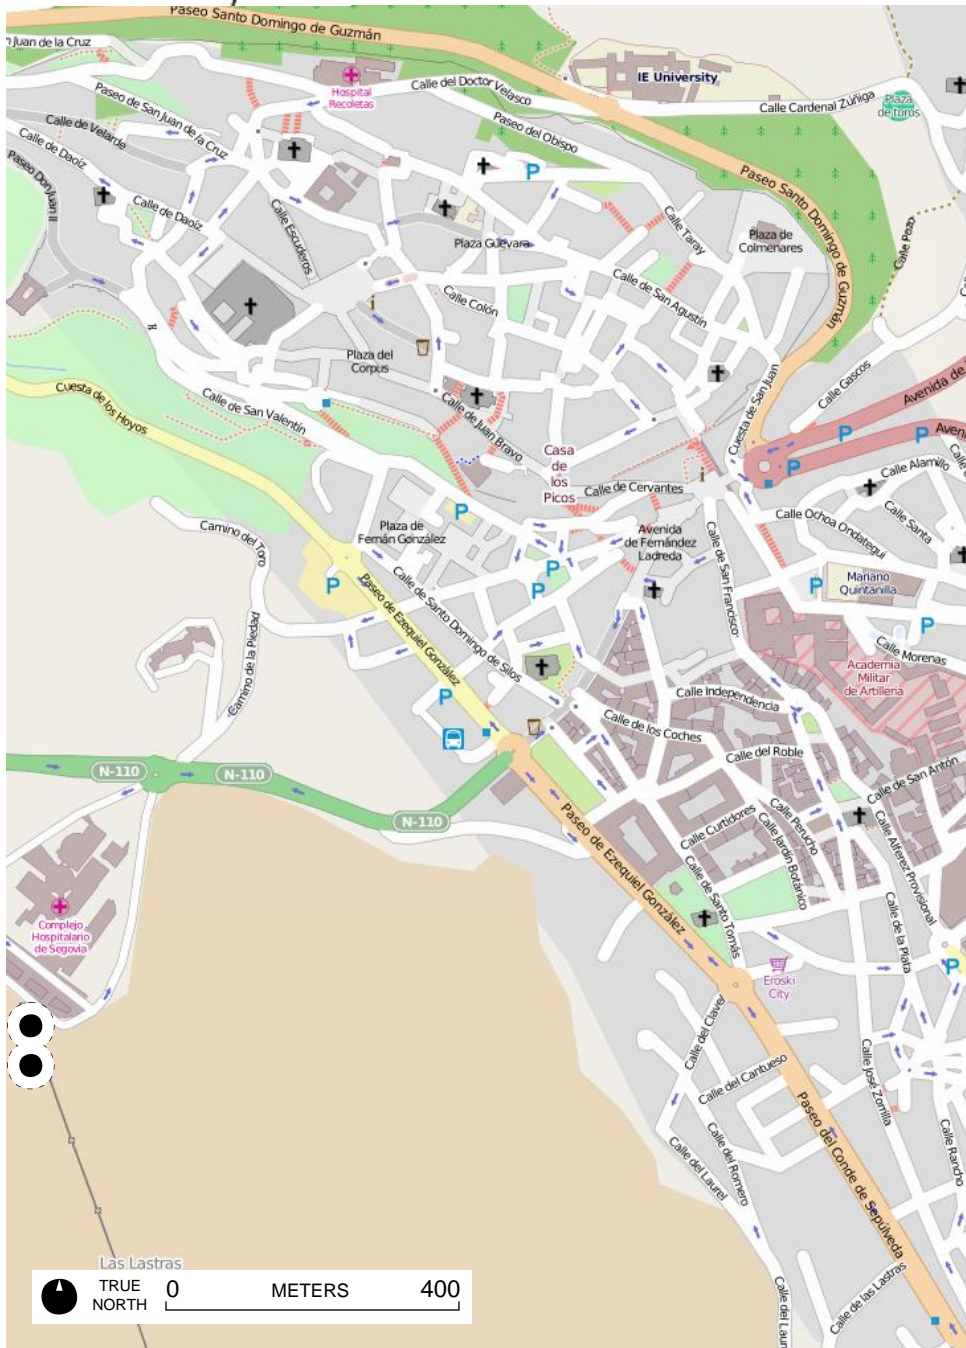 Paseo Santo Domingo de Guzmán
Juan de la Cruz
Hospital
Recoletas
IE University
Calle del Doctor Velasco
Calle Cardenal Zúñiga
Plaza
de toros
Paseo de San Juan de la Cruz
Paseo del Obispo
Calle de Velarde
Calle de Daoíz
Paseo Don Juan II
Paseo Santo Domingo de Guzmán
Calle de Daoíz
Calle Escuderos
Calle Taray
Plaza de
Colmenares
Plaza Guevara
Calle Pozo
Calle Colón
Calle de San Agustín
Plaza del
Corpus
Cuesta de los Hoyos
Calle de San Valentín
Calle de Juan Bravo
Cuesta de San Juan
Calle Gascos
Avenida de
Casa
de
los
Picos
Calle de Cervantes
Calle Alamillo
Calle Santa
Calle Ochoa Ondategui
Camino del Toro
Plaza de
Fernán González
Avenida
de Fernández
Ladreda
Calle de San Francisco
Mariano
Quintanilla
Paseo de Ezequiel González
Calle de Santo Domingo de Silos
Camino de la Piedad
Calle Morenas
Academia
Militar
de Artillería
Calle Independencia
Calle de los Coches
Calle del Roble
Calle de San Antón
N-110
N-110
N-110
Paseo de Ezequiel González
Calle Curtidores
Calle Perucho
Calle Jardín Botánico
Calle Alferez Provisional
Calle de Santo Tomás
Calle de la Plata
Complejo
Hospitalario
de Segovia
Eroski
City
Calle del Clavel
Calle del Cantueso
Calle José Zorrilla
Calle Rancho
Paseo del Conde de Sepúlveda
Calle del Laurel
Calle del Romero
Las Lastras
Calle de las Lastras
TRUE
NORTH
0 METERS 400